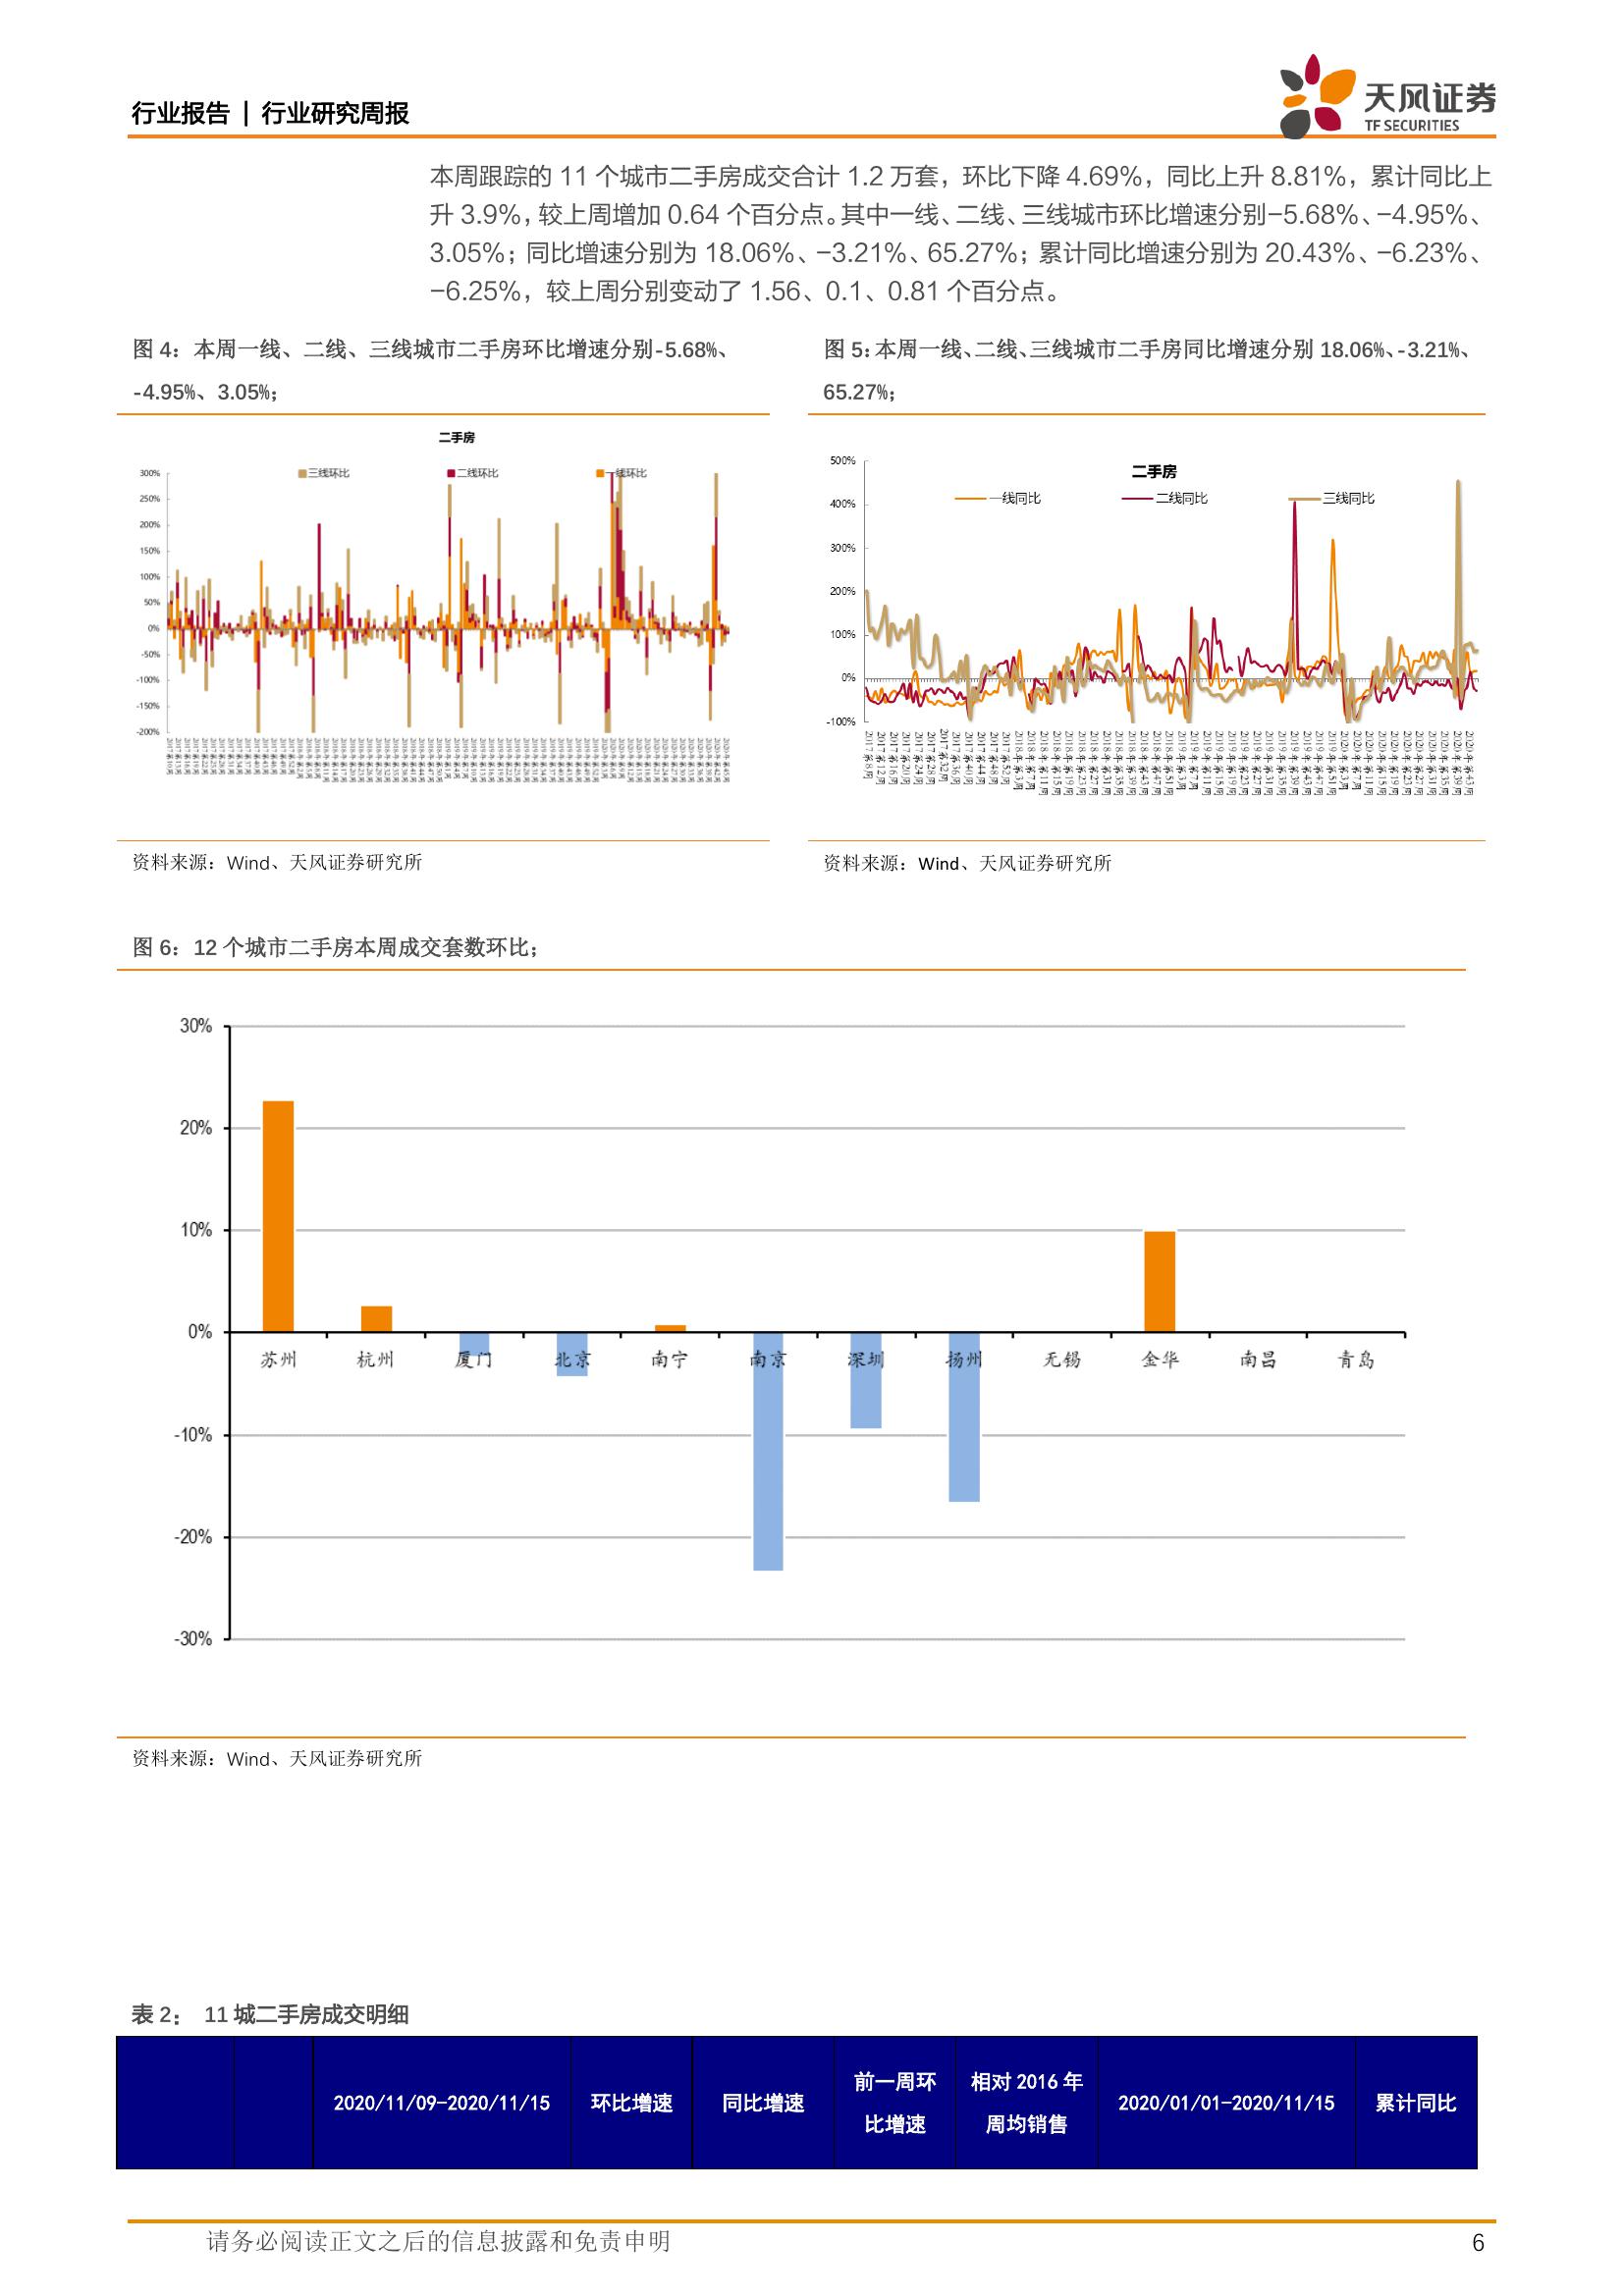 行业报告 | 行业研究周报
天风证券
TF SECURITIES
本周跟踪的 11 个城市二手房成交合计 1.2 万套，环比下降 4.69%，同比上升 8.81%，累计同比上
升 3.9%，较上周增加 0.64 个百分点。其中一线、二线、三线城市环比增速分别-5.68%、-4.95%、
3.05%；同比增速分别为 18.06%、-3.21%、65.27%；累计同比增速分别为 20.43%、-6.23%、
-6.25%，较上周分别变动了 1.56、0.1、0.81 个百分点。
图 4：本周一线、二线、三线城市二手房环比增速分别-5.68%、
-4.95%、3.05%；
二手房
三线环比 二线环比 一线环比
300%
250%
200%
150%
100%
50%
0%
-50%
-100%
-150%
-200%
资料来源：Wind、天风证券研究所
图 5：本周一线、二线、三线城市二手房同比增速分别 18.06%、-3.21%、
65.27%；
二手房
一线同比 二线同比 三线同比
500%
400%
300%
200%
100%
0%
-100%
资料来源：Wind、天风证券研究所
图 6：12 个城市二手房本周成交套数环比；
30%
20%
10%
0%
苏州 杭州 厦门 北京 南宁 南京 深圳 扬州 无锡 金华 南昌 青岛
-10%
-20%
-30%
资料来源：Wind、天风证券研究所
表 2： 11 城二手房成交明细
2020/11/09-2020/11/15 环比增速 同比增速 前一周环比增速 相对 2016 年周均销售 2020/01/01-2020/11/15 累计同比
请务必阅读正文之后的信息披露和免责申明 6